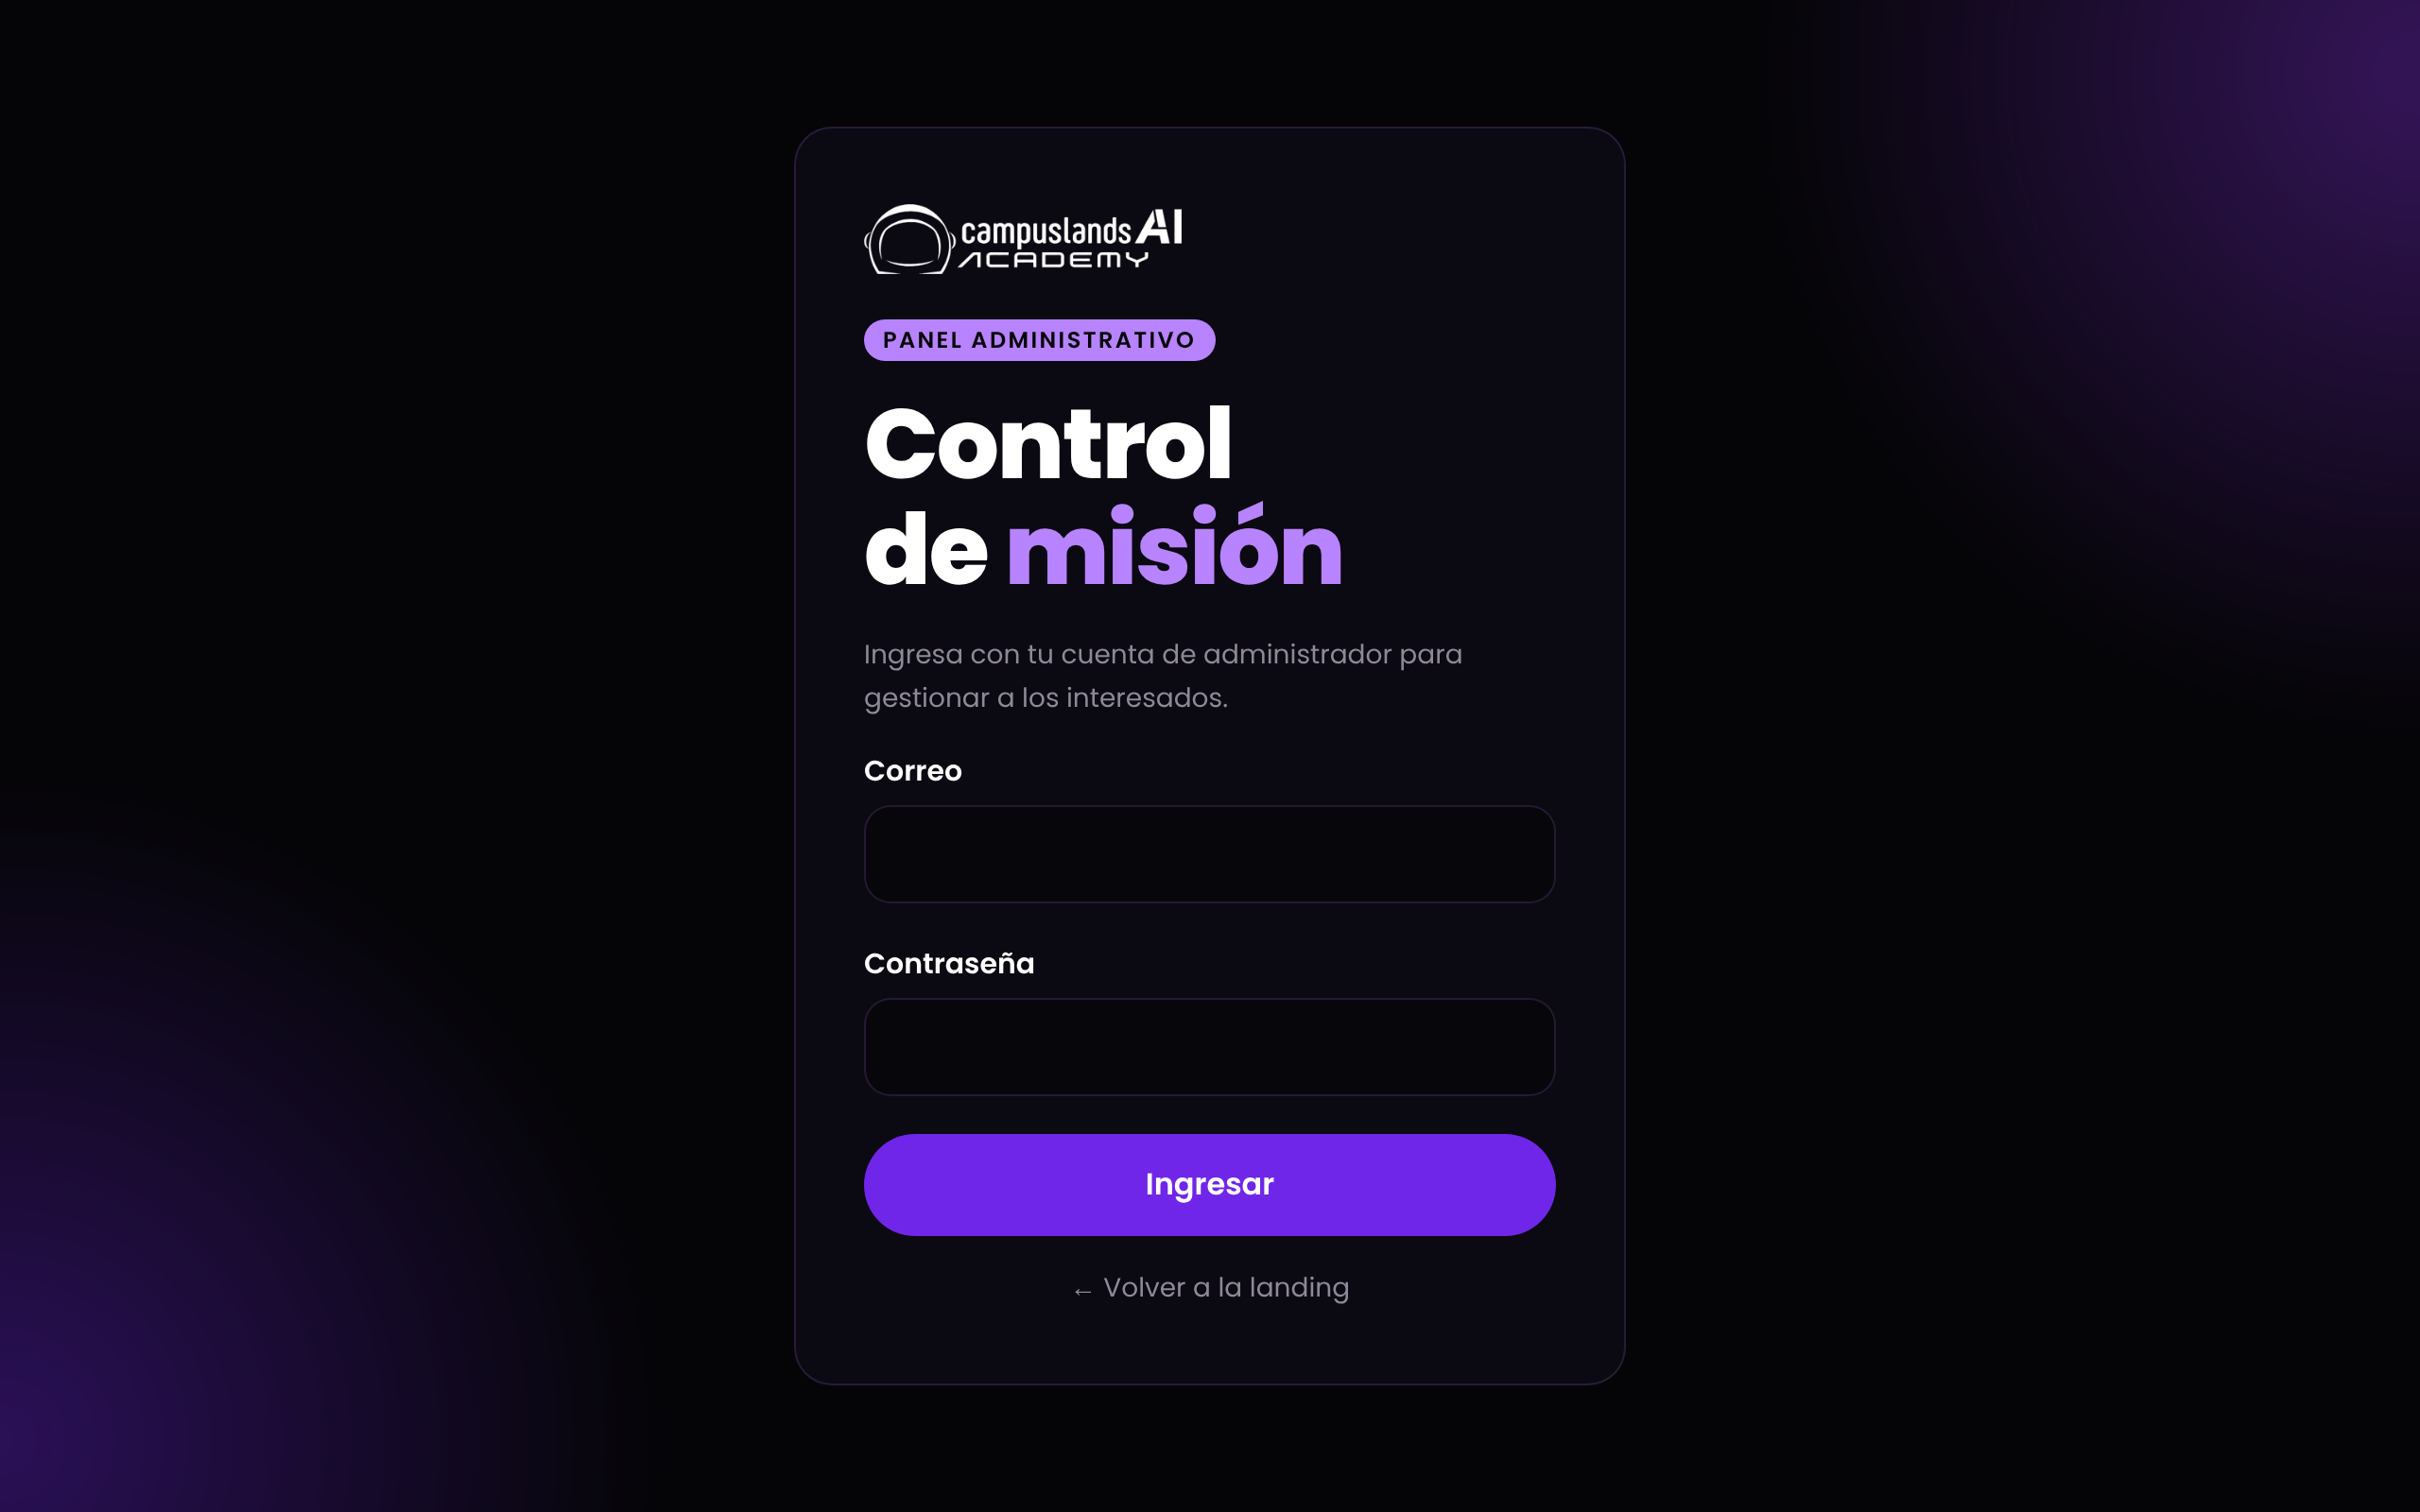 campuslands AI
ACADEMY
PANEL ADMINISTRATIVO
Control
de misión
Ingresa con tu cuenta de administrador para
gestionar a los interesados.
Correo
Contraseña
Ingresar
← Volver a la landing